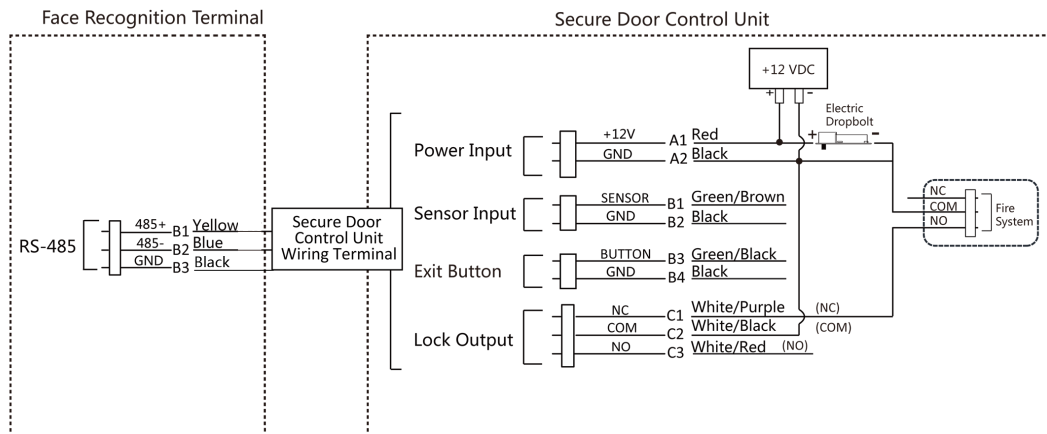 Face Recognition Terminal
Secure Door Control Unit
+12 VDC
+ -
Electric
Dropbolt
+ -
Power Input
+12V A1 Red
GND A2 Black
Sensor Input
SENSOR B1 Green/Brown
GND B2 Black
NC
COM
NO
Fire
System
RS-485
485+ B1 Yellow
485- B2 Blue
GND B3 Black
Secure Door
Control Unit
Wiring Terminal
Exit Button
BUTTON B3 Green/Black
GND B4 Black
Lock Output
NC C1 White/Purple (NC)
COM C2 White/Black (COM)
NO C3 White/Red (NO)